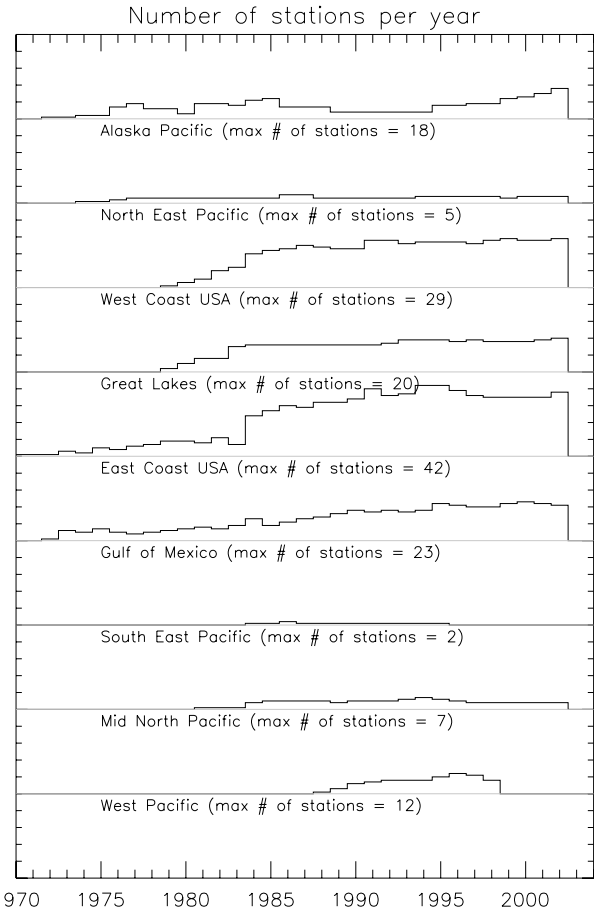 Number of stations per year
Alaska Pacific (max # of stations = 18)
North East Pacific (max # of stations = 5)
West Coast USA (max # of stations = 29)
Great Lakes (max # of stations = 20)
East Coast USA (max # of stations = 42)
Gulf of Mexico (max # of stations = 23)
South East Pacific (max # of stations = 2)
Mid North Pacific (max # of stations = 7)
West Pacific (max # of stations = 12)
970 1975 1980 1985 1990 1995 2000